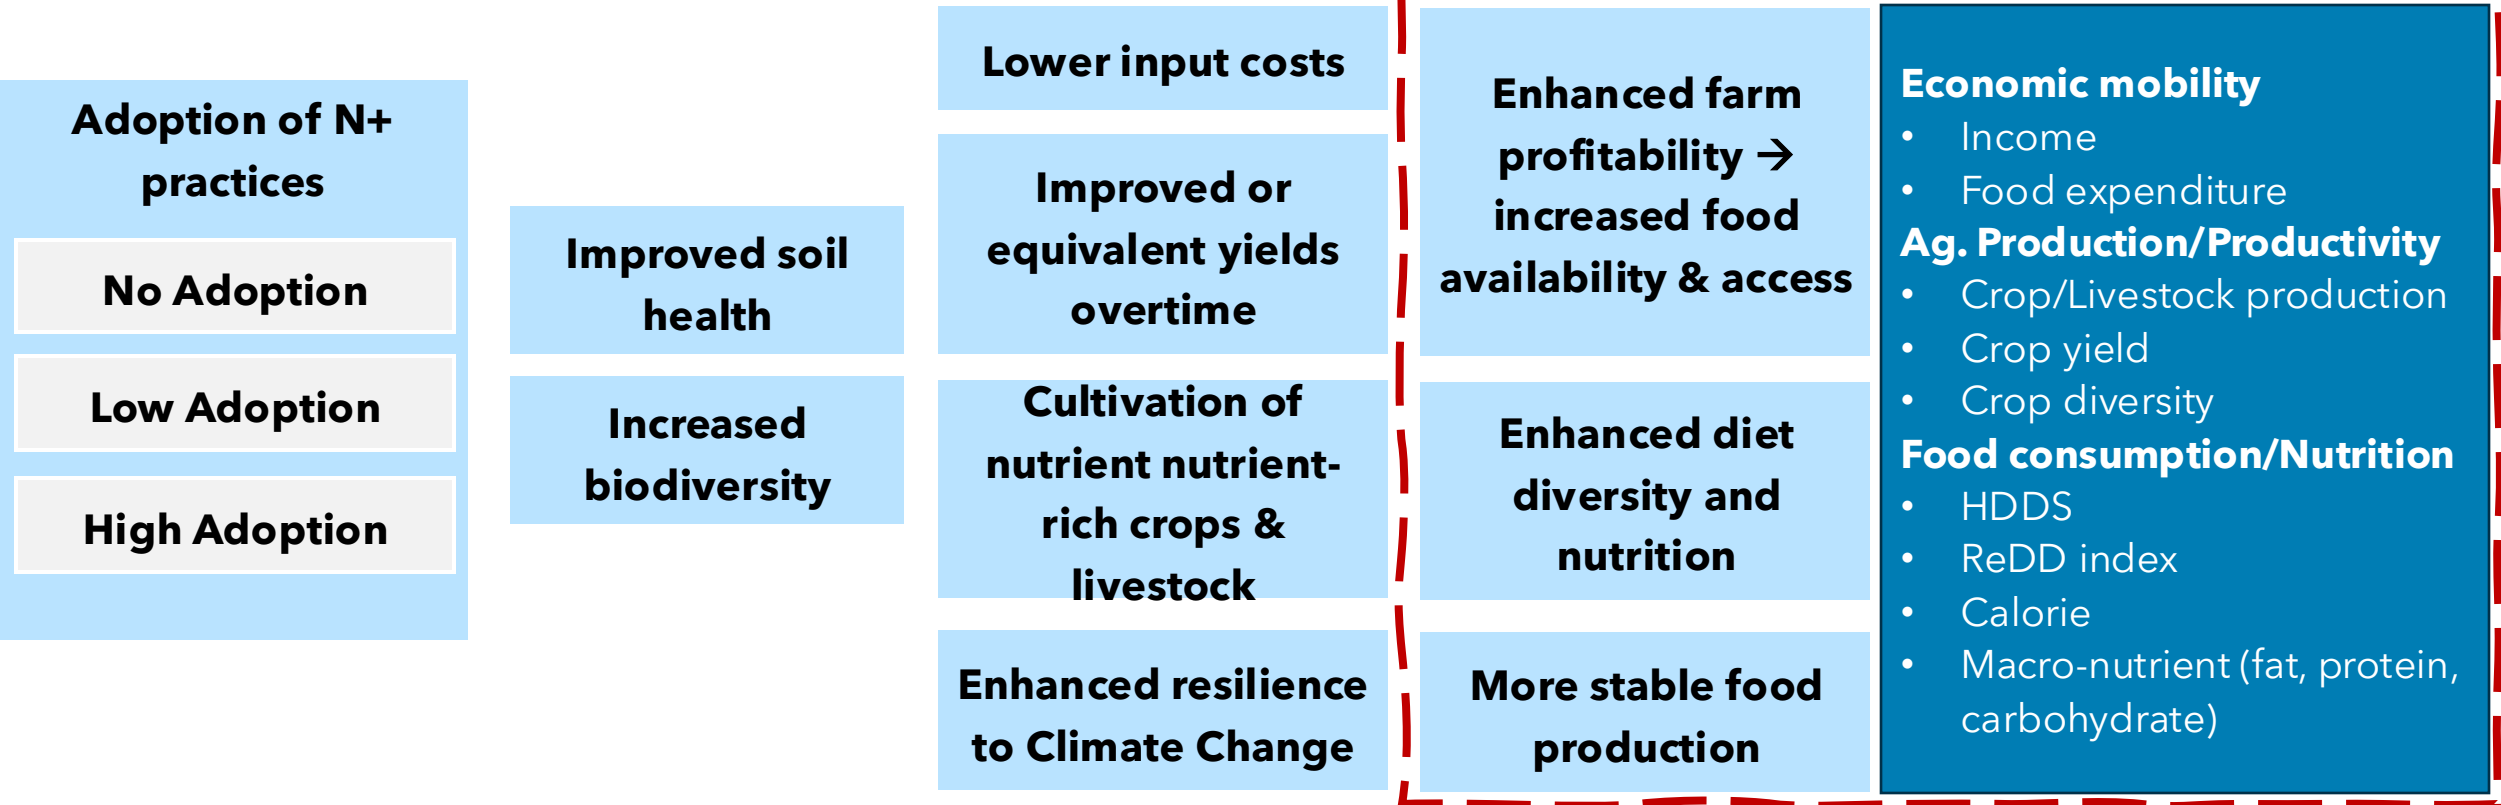 Adoption of N+
practices
No Adoption
Low Adoption
High Adoption
Improved soil
health
Increased
biodiversity
Lower input costs
Improved or
equivalent yields
overtime
Cultivation of
nutrient nutrient-
rich crops &
livestock
Enhanced resilience
to Climate Change
Enhanced farm
profitability →
increased food
availability & access
Enhanced diet
diversity and
nutrition
More stable food
production
Economic mobility
• Income
• Food expenditure
Ag. Production/Productivity
• Crop/Livestock production
• Crop yield
• Crop diversity
Food consumption/Nutrition
• HDDS
• ReDD index
• Calorie
• Macro-nutrient (fat, protein,
carbohydrate)